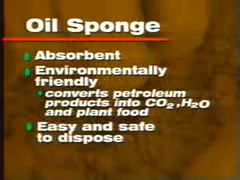 Oil Sponge
Absorbent
Environmentally
friendly
converts petroleum
products into CO2,H2O
and plant food
Easy and safe
to dispose